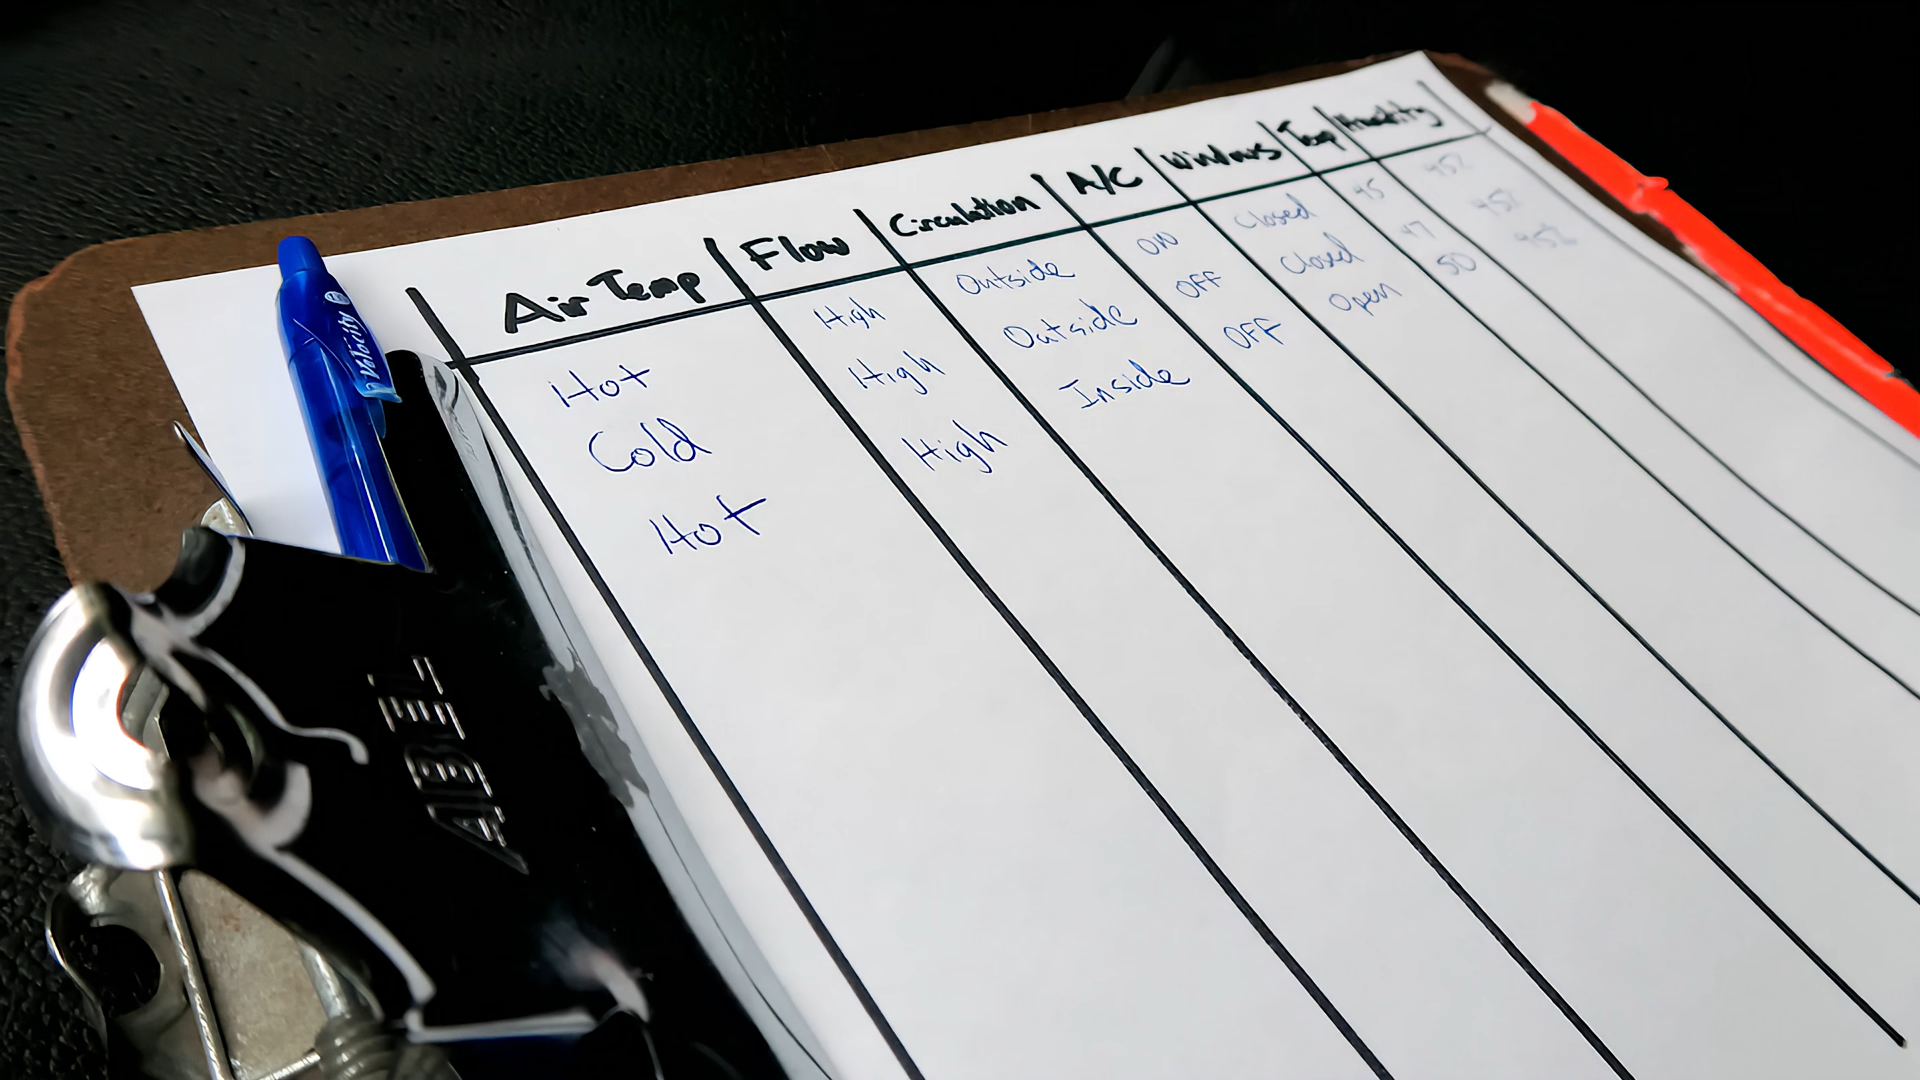 Air Temp Flow Circulation A/C Windows Temp Humidity
Hot High Outside ON Closed 45 45%
Cold High Outside OFF Closed 47 45%
Hot High Inside OFF Open 50 45%
Velocity
ABEL